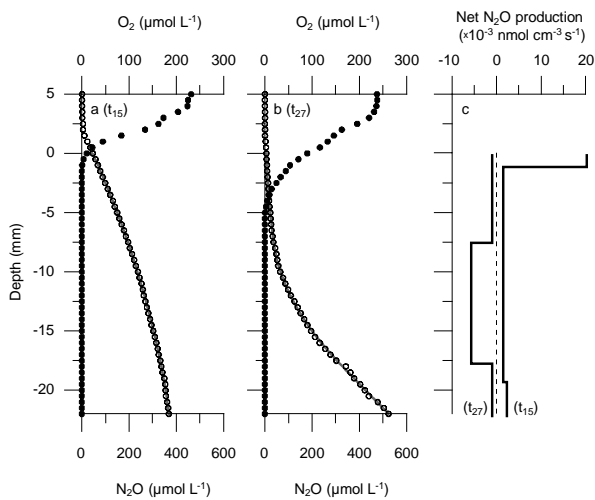 O₂ (µmol L⁻¹) O₂ (µmol L⁻¹) Net N₂O production
(×10⁻³ nmol cm⁻³ s⁻¹)
0 100 200 300 0 100 200 300 -10 0 10 20
5 a (t₁₅) b (t₂₇) c
0
-5
-10
-15
-20
Depth (mm)
(t₂₇) (t₁₅)
0 200 400 600 0 200 400 600
N₂O (µmol L⁻¹) N₂O (µmol L⁻¹)